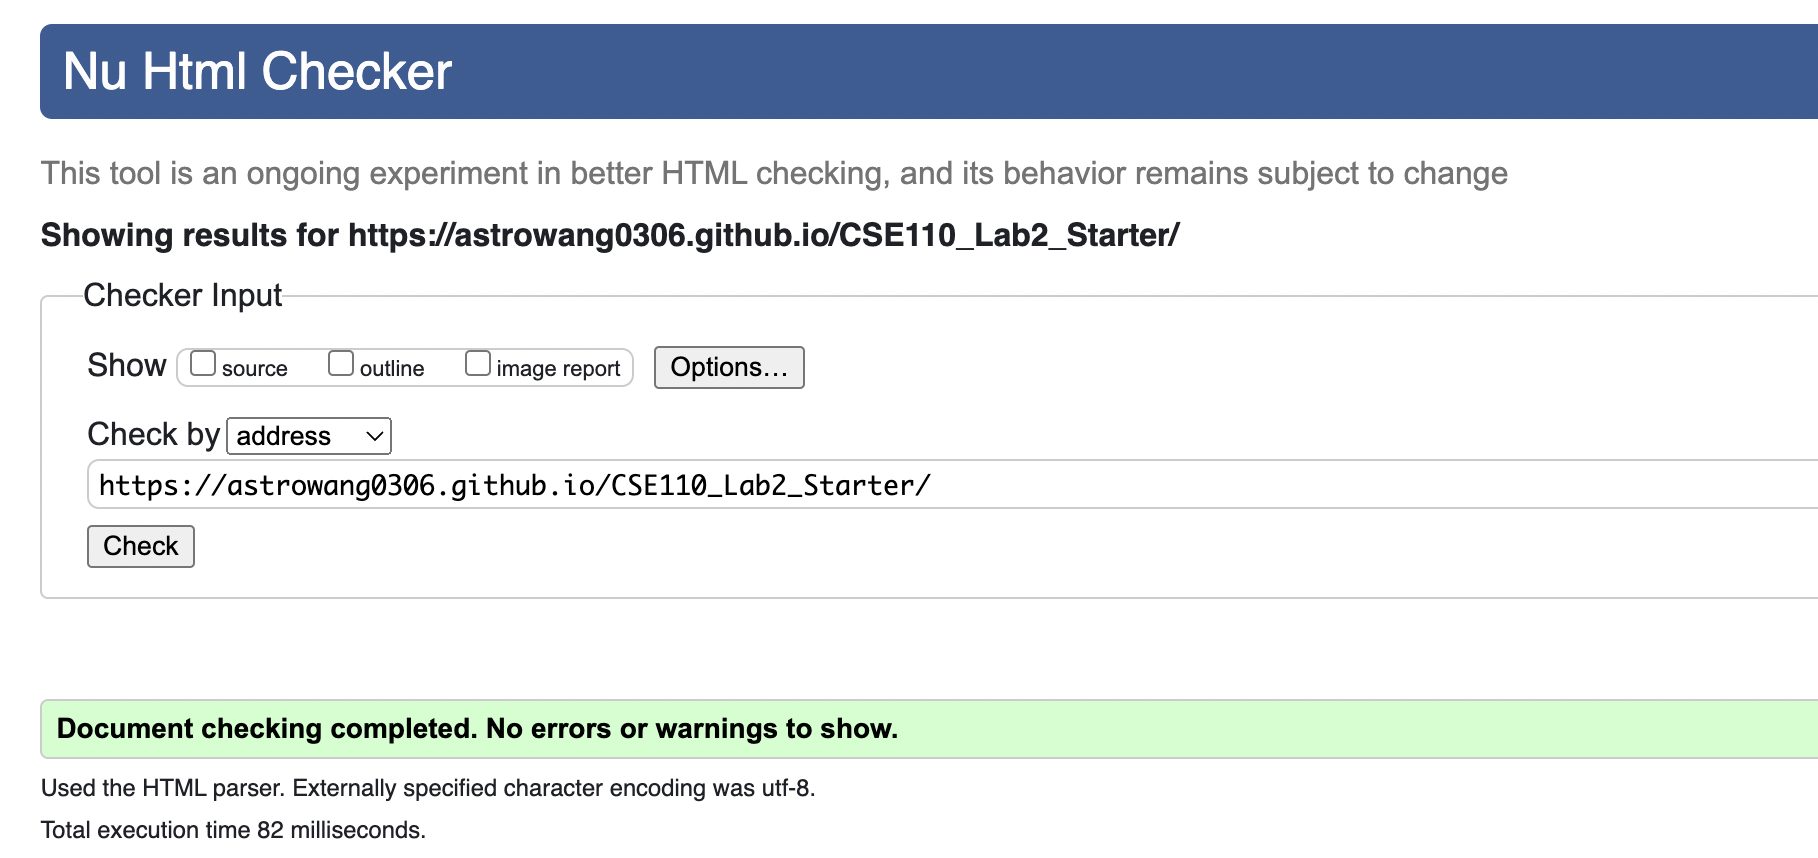 Nu Html Checker
This tool is an ongoing experiment in better HTML checking, and its behavior remains subject to change
Showing results for https://astrowang0306.github.io/CSE110_Lab2_Starter/
Checker Input
Show source outline image report Options...
Check by address
https://astrowang0306.github.io/CSE110_Lab2_Starter/
Check
Document checking completed. No errors or warnings to show.
Used the HTML parser. Externally specified character encoding was utf-8.
Total execution time 82 milliseconds.